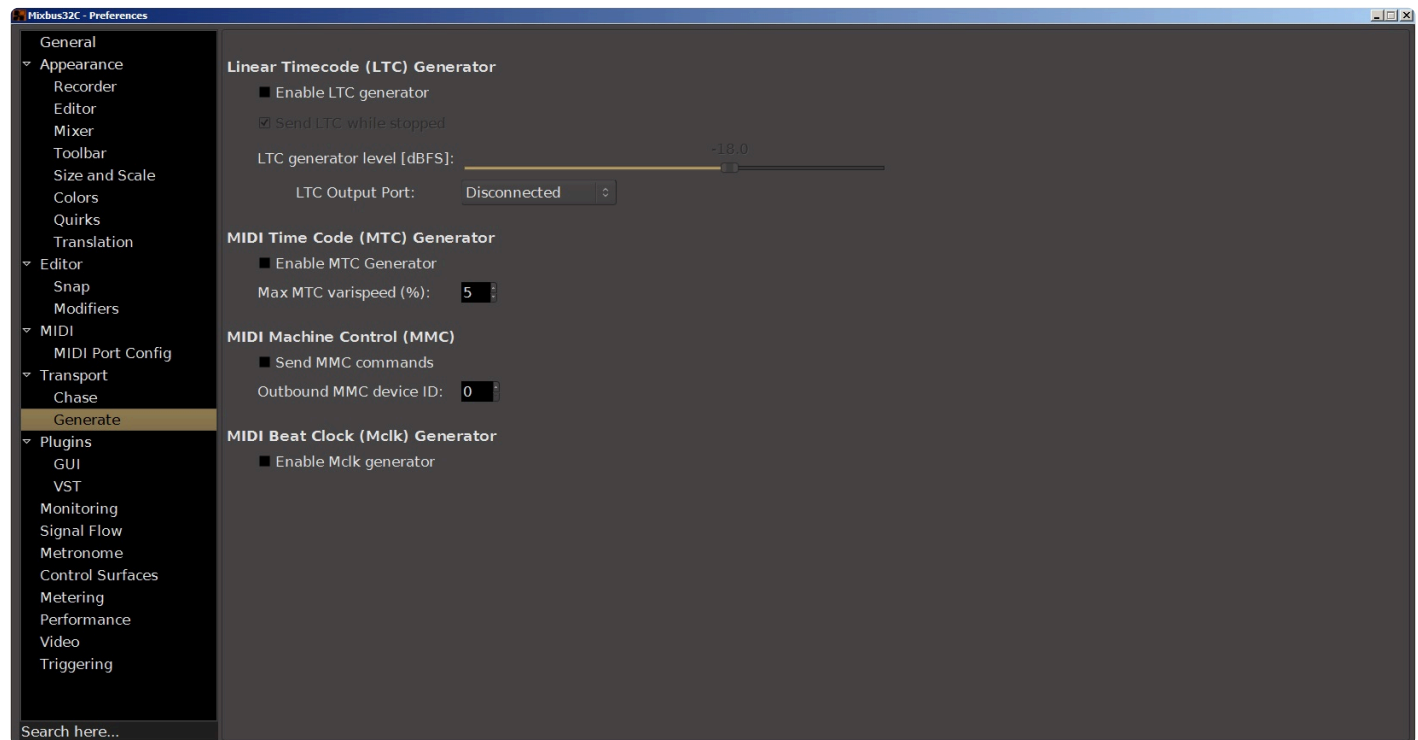 Mixbus32C - Preferences
General
Appearance
Recorder
Editor
Mixer
Toolbar
Size and Scale
Colors
Quirks
Translation
Editor
Snap
Modifiers
MIDI
MIDI Port Config
Transport
Chase
Generate
Plugins
GUI
VST
Monitoring
Signal Flow
Metronome
Control Surfaces
Metering
Performance
Video
Triggering
Search here...
Linear Timecode (LTC) Generator
Enable LTC generator
Send LTC while stopped
-18.0
LTC generator level [dBFS]:
LTC Output Port: Disconnected
MIDI Time Code (MTC) Generator
Enable MTC Generator
Max MTC varispeed (%): 5
MIDI Machine Control (MMC)
Send MMC commands
Outbound MMC device ID: 0
MIDI Beat Clock (Mclk) Generator
Enable Mclk generator